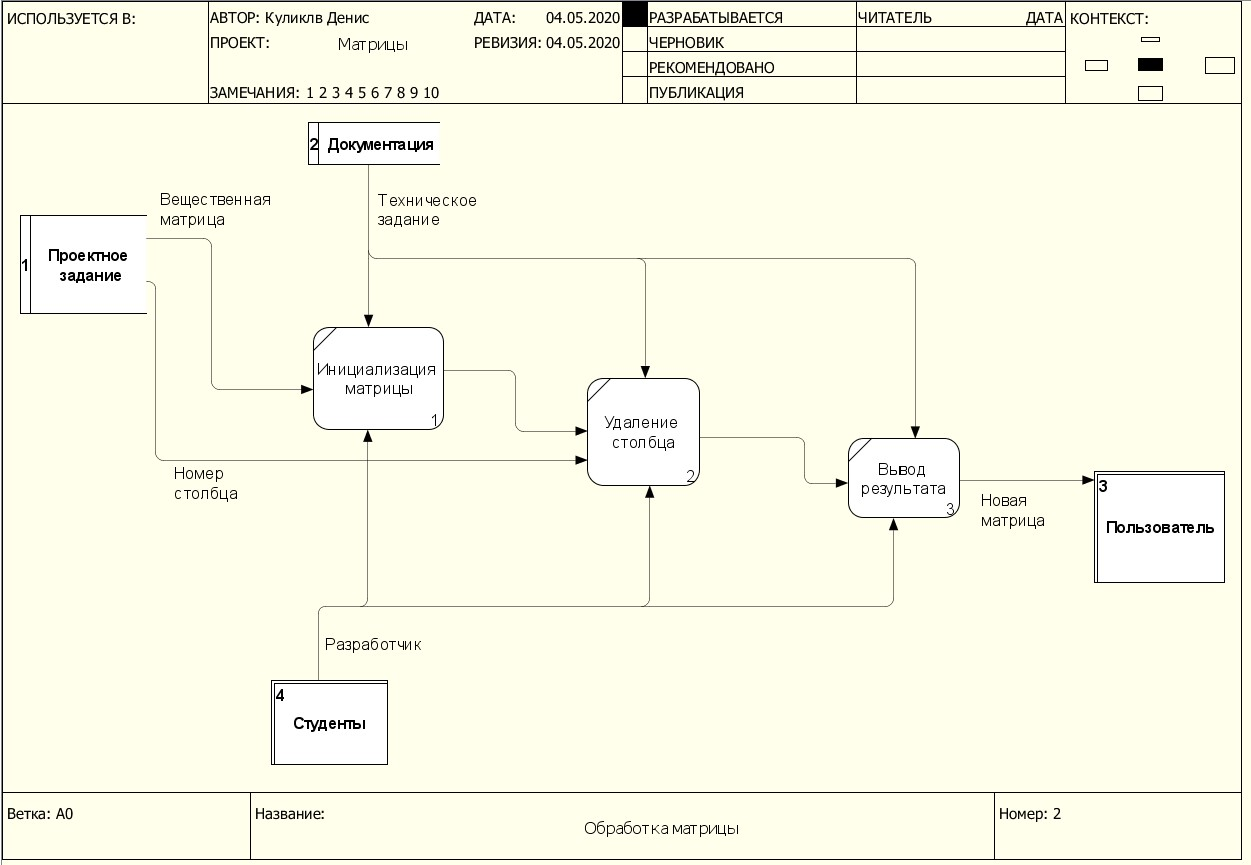 ИСПОЛЬЗУЕТСЯ В:
АВТОР: Куликлв Денис
ДАТА: 04.05.2020
РАЗРАБАТЫВАЕТСЯ
ЧИТАТЕЛЬ
ДАТА
КОНТЕКСТ:
ПРОЕКТ: Матрицы
РЕВИЗИЯ: 04.05.2020
ЧЕРНОВИК
РЕКОМЕНДОВАНО
ЗАМЕЧАНИЯ: 1 2 3 4 5 6 7 8 9 10
ПУБЛИКАЦИЯ
2 Документация
Вещественная
матрица
Техническое
задание
1
Проектное
задание
Инициализация
матрицы
1
Удаление
столбца
2
Номер
столбца
Вывод
результата
3
Новая
матрица
3
Пользователь
Разработчик
4
Студенты
Ветка: A0
Название:
Обработка матрицы
Номер: 2